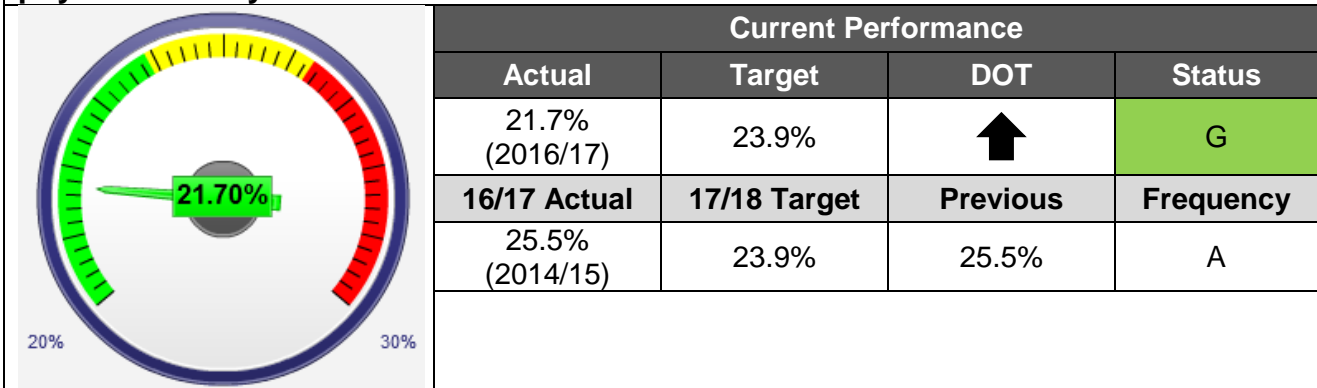 21.70%
20%
30%
Current Performance
Actual Target DOT Status
21.7%
(2016/17)
23.9%
G
16/17 Actual 17/18 Target Previous Frequency
25.5%
(2014/15)
23.9%
25.5%
A